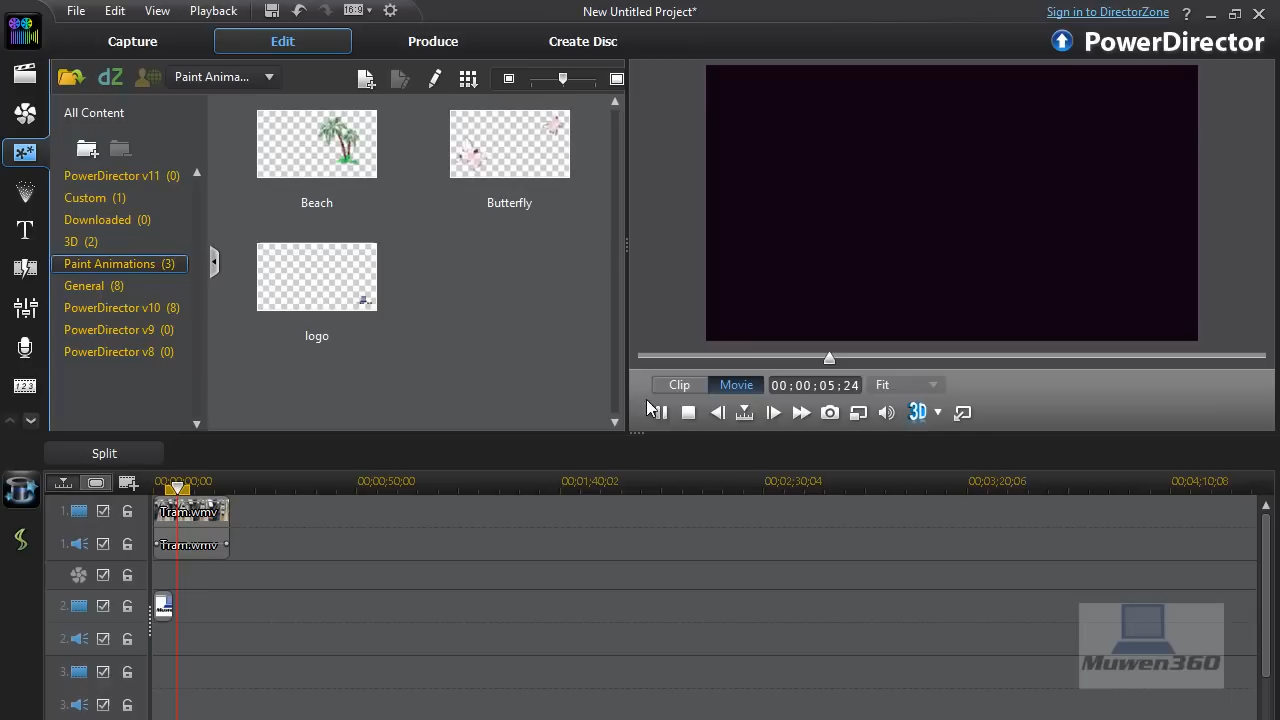 File Edit View Playback 16:9 New Untitled Project* Sign in to DirectorZone ?
Capture Edit Produce Create Disc PowerDirector
dZ Paint Anima...
All Content
PowerDirector v11 (0)
Custom (1)
Downloaded (0)
3D (2)
Paint Animations (3)
General (8)
PowerDirector v10 (8)
PowerDirector v9 (0)
PowerDirector v8 (0)
Beach
Butterfly
logo
Clip Movie 00;00;05;24 Fit
3D
Split
00;00;00;00 00;00;50;00 00;01;40;02 00;02;30;04 00;03;20;06 00;04;10;08
1. Tram.wmv
1. Tram.wmv
2.
2.
3.
3.
Muwen360